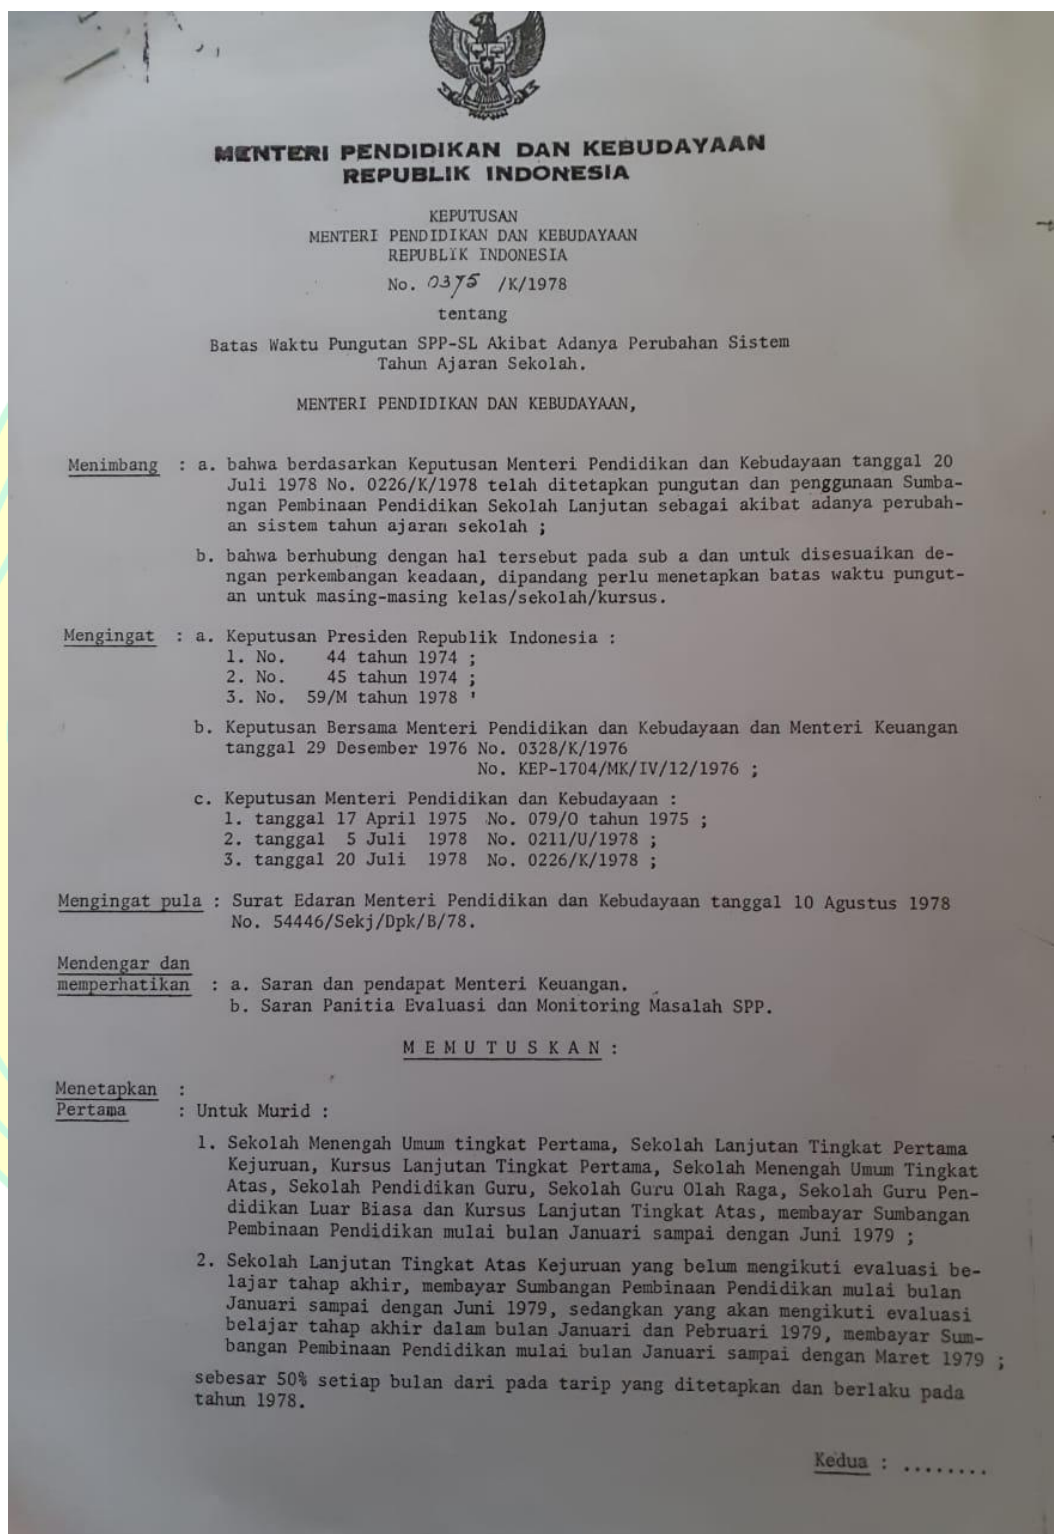 MENTERI PENDIDIKAN DAN KEBUDAYAAN
REPUBLIK INDONESIA
KEPUTUSAN
MENTERI PENDIDIKAN DAN KEBUDAYAAN
REPUBLIK INDONESIA
No. 0375 /K/1978
tentang
Batas Waktu Pungutan SPP-SL Akibat Adanya Perubahan Sistem
Tahun Ajaran Sekolah.
MENTERI PENDIDIKAN DAN KEBUDAYAAN,
Menimbang : a. bahwa berdasarkan Keputusan Menteri Pendidikan dan Kebudayaan tanggal 20
Juli 1978 No. 0226/K/1978 telah ditetapkan pungutan dan penggunaan Sumba-
ngan Pembinaan Pendidikan Sekolah Lanjutan sebagai akibat adanya perubah-
an sistem tahun ajaran sekolah ;
b. bahwa berhubung dengan hal tersebut pada sub a dan untuk disesuaikan de-
ngan perkembangan keadaan, dipandang perlu menetapkan batas waktu pungut-
an untuk masing-masing kelas/sekolah/kursus.
Mengingat : a. Keputusan Presiden Republik Indonesia :
1. No. 44 tahun 1974 ;
2. No. 45 tahun 1974 ;
3. No. 59/M tahun 1978 '
b. Keputusan Bersama Menteri Pendidikan dan Kebudayaan dan Menteri Keuangan
tanggal 29 Desember 1976 No. 0328/K/1976
No. KEP-1704/MK/IV/12/1976 ;
c. Keputusan Menteri Pendidikan dan Kebudayaan :
1. tanggal 17 April 1975 No. 079/O tahun 1975 ;
2. tanggal 5 Juli 1978 No. 0211/U/1978 ;
3. tanggal 20 Juli 1978 No. 0226/K/1978 ;
Mengingat pula : Surat Edaran Menteri Pendidikan dan Kebudayaan tanggal 10 Agustus 1978
No. 54446/Sekj/Dpk/B/78.
Mendengar dan
memperhatikan : a. Saran dan pendapat Menteri Keuangan.
b. Saran Panitia Evaluasi dan Monitoring Masalah SPP.
M E M U T U S K A N :
Menetapkan :
Pertama : Untuk Murid :
1. Sekolah Menengah Umum tingkat Pertama, Sekolah Lanjutan Tingkat Pertama
Kejuruan, Kursus Lanjutan Tingkat Pertama, Sekolah Menengah Umum Tingkat
Atas, Sekolah Pendidikan Guru, Sekolah Guru Olah Raga, Sekolah Guru Pen-
didikan Luar Biasa dan Kursus Lanjutan Tingkat Atas, membayar Sumbangan
Pembinaan Pendidikan mulai bulan Januari sampai dengan Juni 1979 ;
2. Sekolah Lanjutan Tingkat Atas Kejuruan yang belum mengikuti evaluasi be-
lajar tahap akhir, membayar Sumbangan Pembinaan Pendidikan mulai bulan
Januari sampai dengan Juni 1979, sedangkan yang akan mengikuti evaluasi
belajar tahap akhir dalam bulan Januari dan Pebruari 1979, membayar Sum-
bangan Pembinaan Pendidikan mulai bulan Januari sampai dengan Maret 1979 ;
sebesar 50% setiap bulan dari pada tarip yang ditetapkan dan berlaku pada
tahun 1978.
Kedua : ........